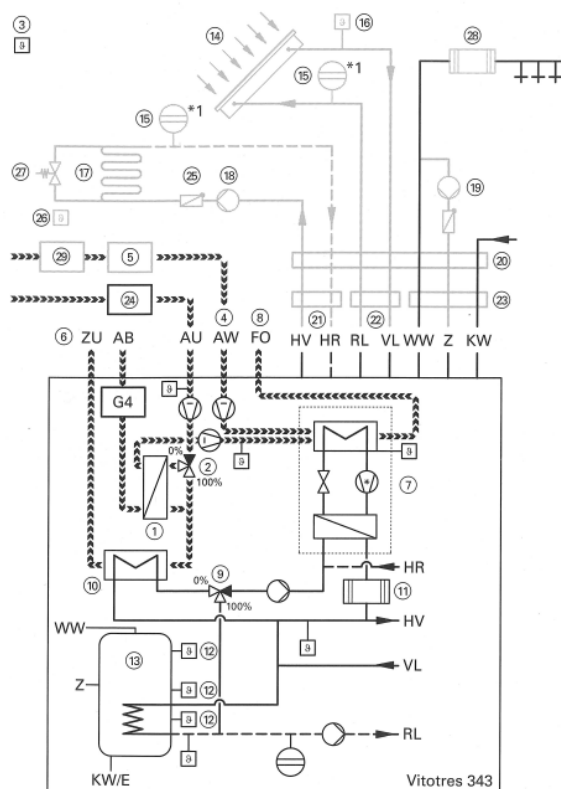 ③
ϑ
⑭
⑯ ϑ
㉘
⑮ *1
⑮ *1
㉗ ⑰ ㉕ ⑱
⑲
㉖ ϑ
㉙ ⑤
⑳
㉔
④ ⑧ ㉑ ㉒ ㉓
⑥ ZU AB AU AW FO HV HR RL VL WW Z KW
G4
ϑ
0% ② 100%
ϑ
ϑ
⑦
①
⑩
0% ⑨ 100%
HR
⑪
HV
ϑ
WW
⑬
ϑ ⑫
VL
Z
ϑ ⑫
ϑ ⑫
RL
ϑ
KW/E
Vitotres 343